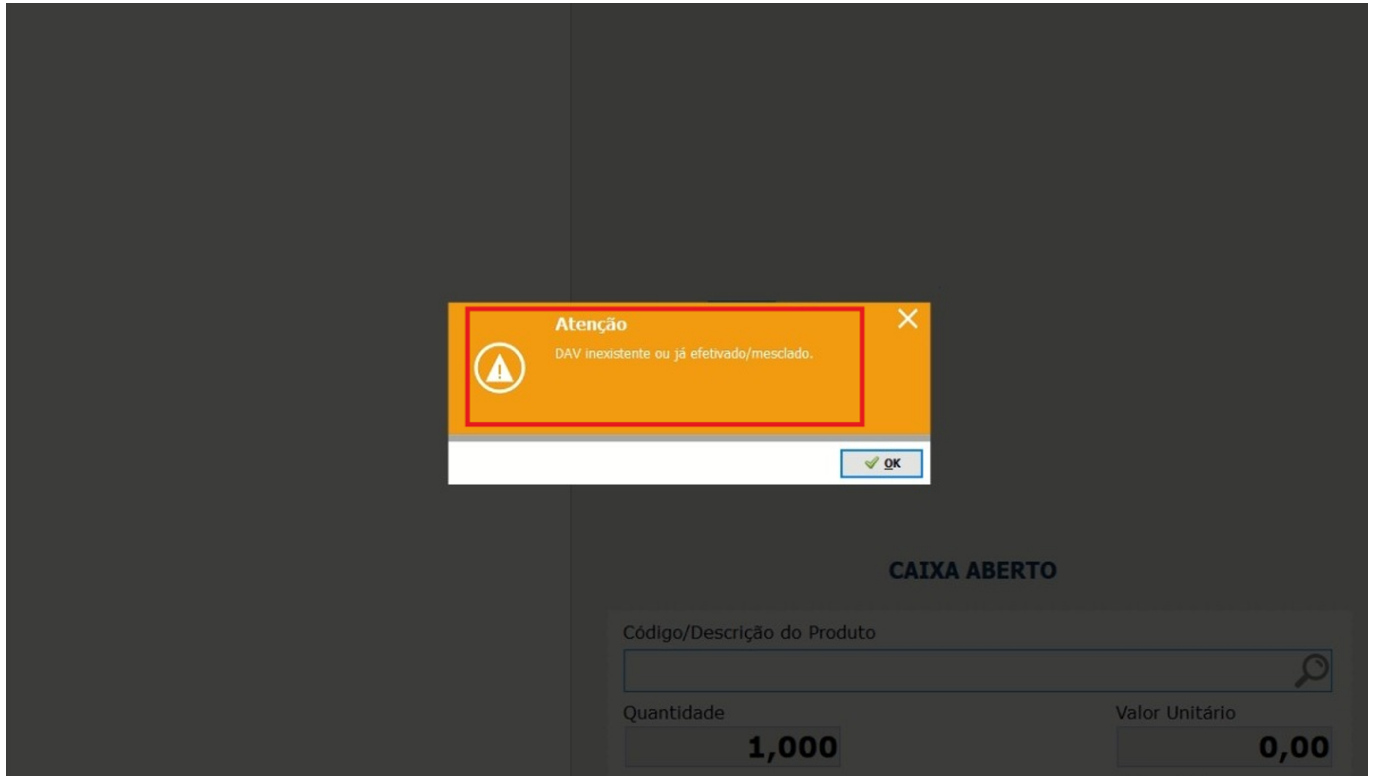 Atenção
DAV inexistente ou já efetivado/mesclado.
OK
CAIXA ABERTO
Código/Descrição do Produto
Quantidade
Valor Unitário
1,000
0,00